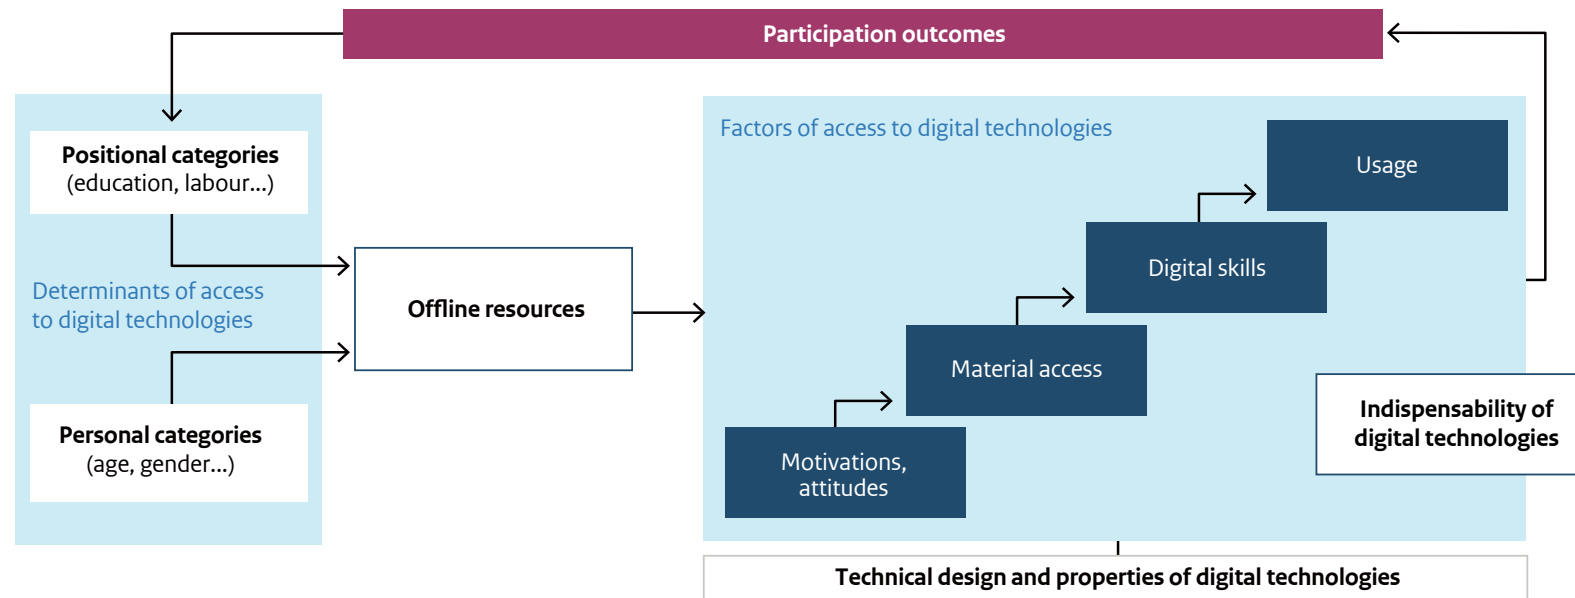 Participation outcomes
Positional categories
(education, labour...)
Determinants of access
to digital technologies
Personal categories
(age, gender...)
Offline resources
Factors of access to digital technologies
Usage
Digital skills
Material access
Motivations,
attitudes
Indispensability of
digital technologies
Technical design and properties of digital technologies